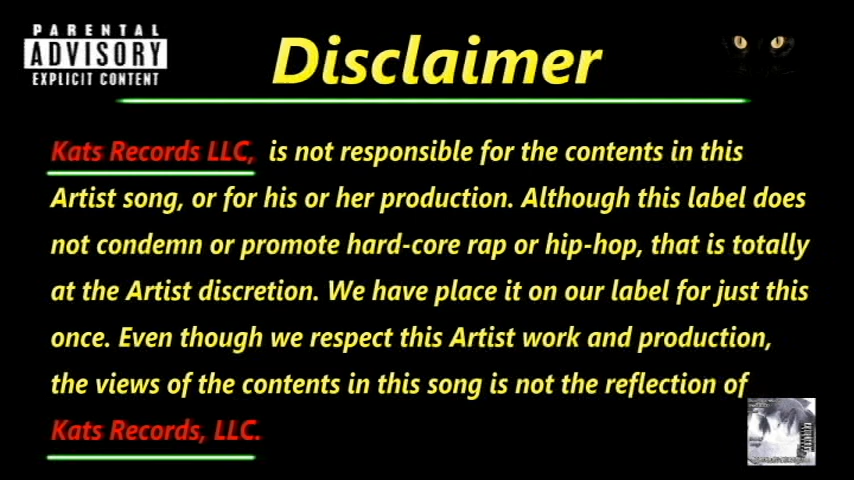 PARENTAL
ADVISORY
EXPLICIT CONTENT
Disclaimer
Kats Records LLC, is not responsible for the contents in this
Artist song, or for his or her production. Although this label does
not condemn or promote hard-core rap or hip-hop, that is totally
at the Artist discretion. We have place it on our label for just this
once. Even though we respect this Artist work and production,
the views of the contents in this song is not the reflection of
Kats Records, LLC.